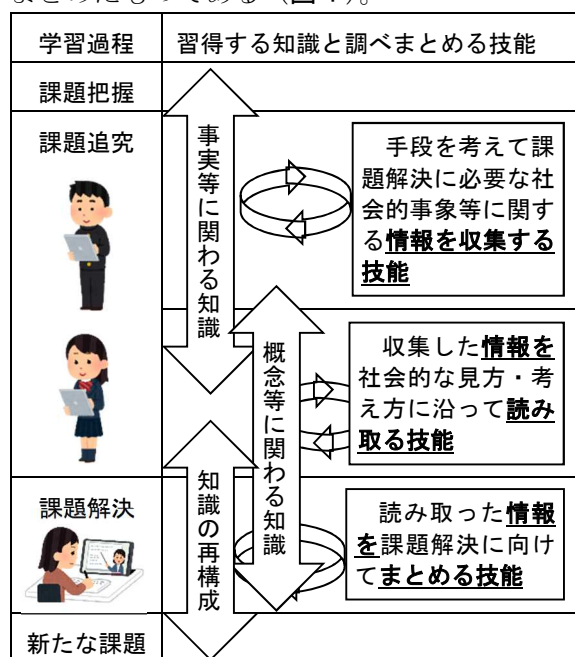 まとめたものである（図4）。
学習過程
習得する知識と調べまとめる技能
課題把握
課題追究
事実等に関わる知識
手段を考えて課
題解決に必要な社
会的事象等に関す
る情報を収集する
技能
概念等に関わる知識
収集した情報を
社会的な見方・考
え方に沿って読み
取る技能
課題解決
知識の再構成
読み取った情報
を課題解決に向け
てまとめる技能
新たな課題